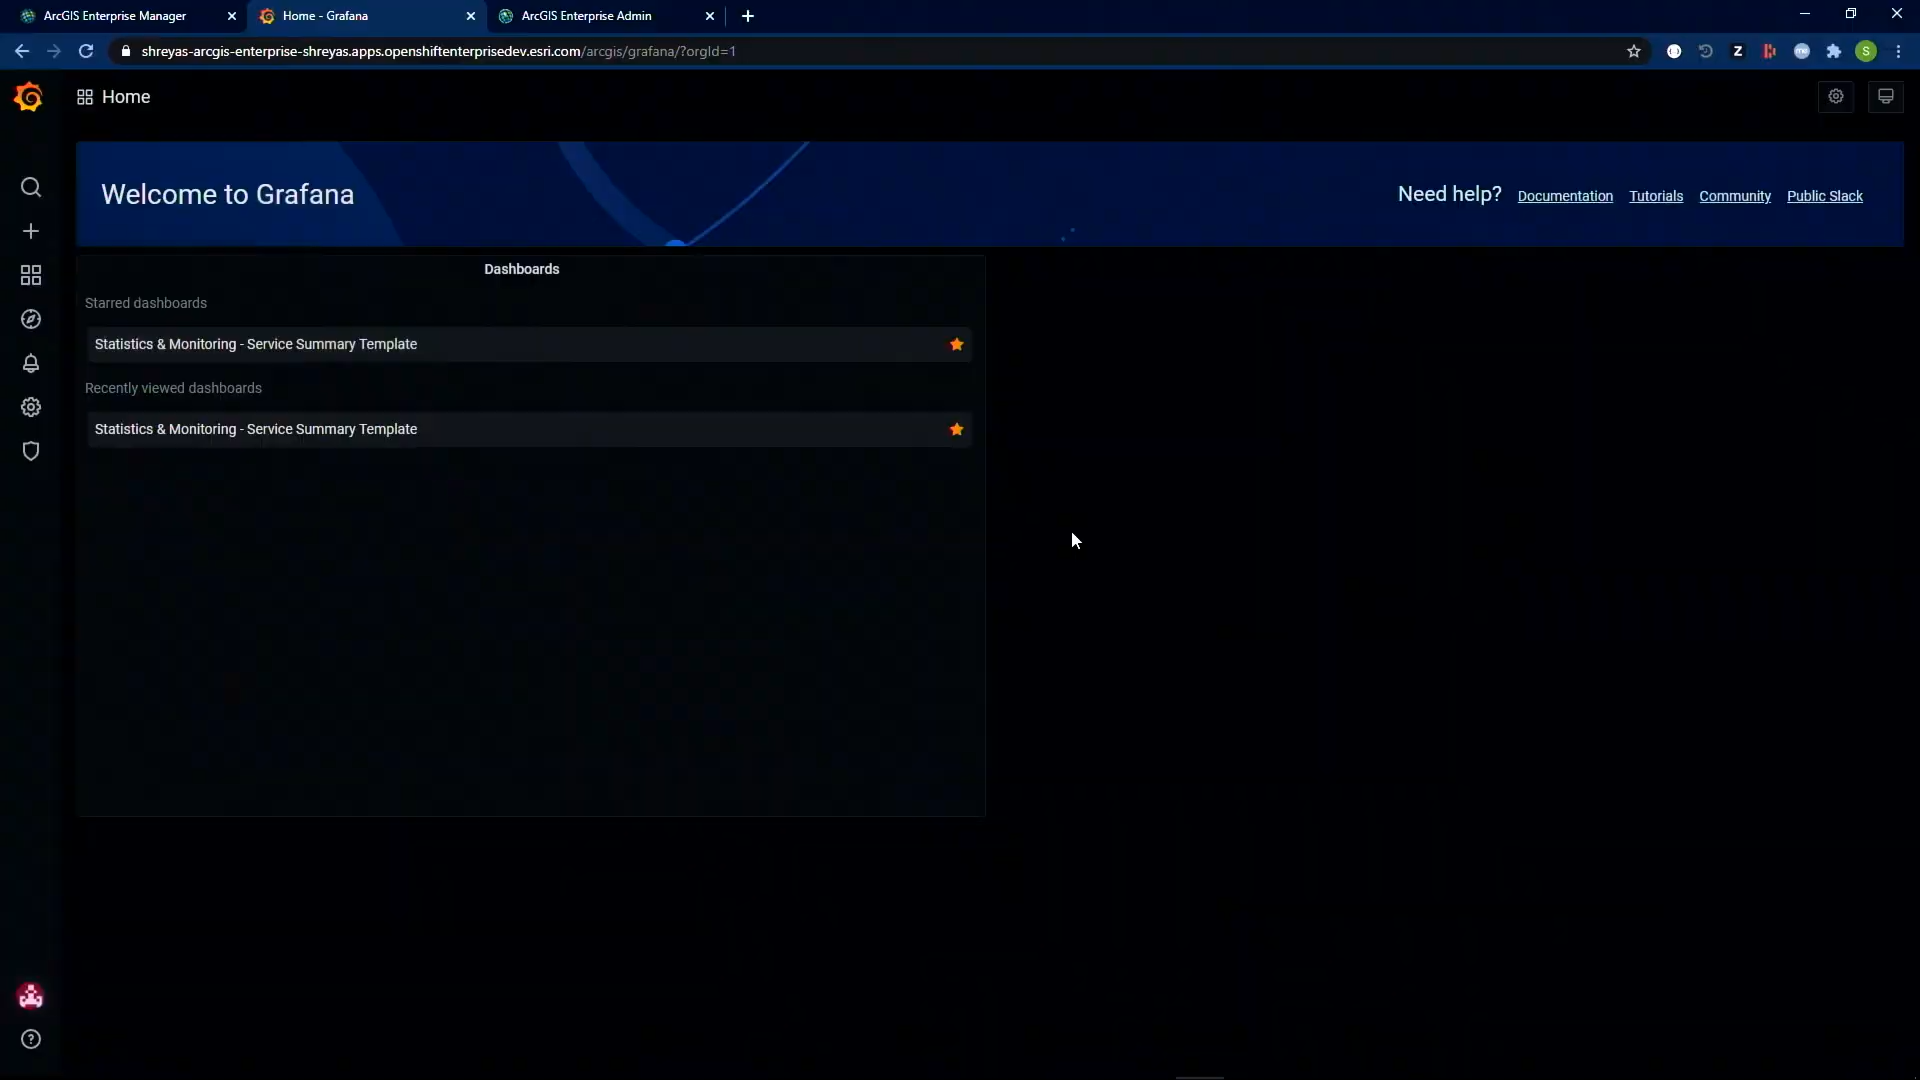 ArcGIS Enterprise Manager
Home - Grafana
ArcGIS Enterprise Admin
shreyas-arcgis-enterprise-shreyas.apps.openshiftenterprisedev.esri.com/arcgis/grafana/?orgId=1
Z
me
S
Home
Welcome to Grafana
Need help? Documentation Tutorials Community Public Slack
Dashboards
Starred dashboards
Statistics & Monitoring - Service Summary Template
Recently viewed dashboards
Statistics & Monitoring - Service Summary Template